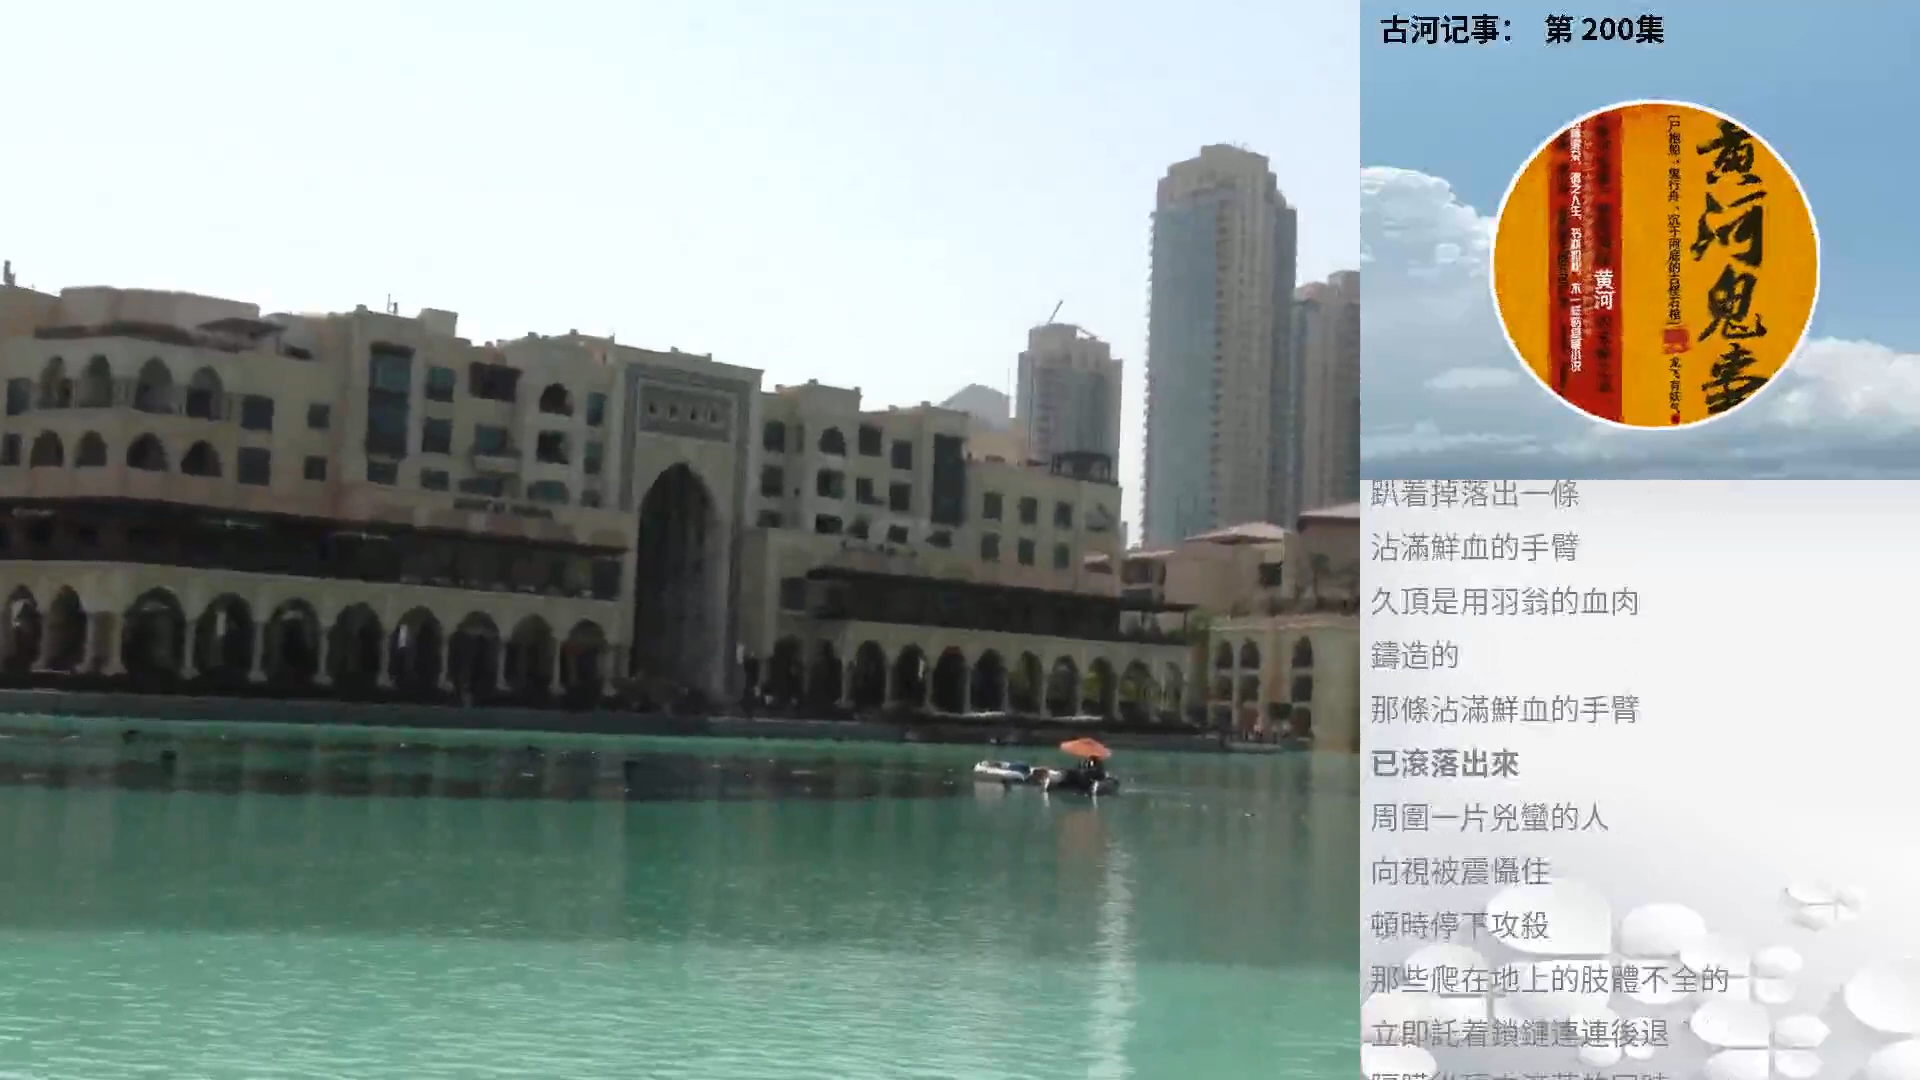 古河记事： 第 200集
黄河鬼事
黄河
趴着掉落出一條
沾滿鮮血的手臂
久頂是用羽翁的血肉
鑄造的
那條沾滿鮮血的手臂
已滾落出來
周圍一片兇蠻的人
向視被震懾住
頓時停下攻殺
那些爬在地上的肢體不全的
立即託着鎖鏈連連後退